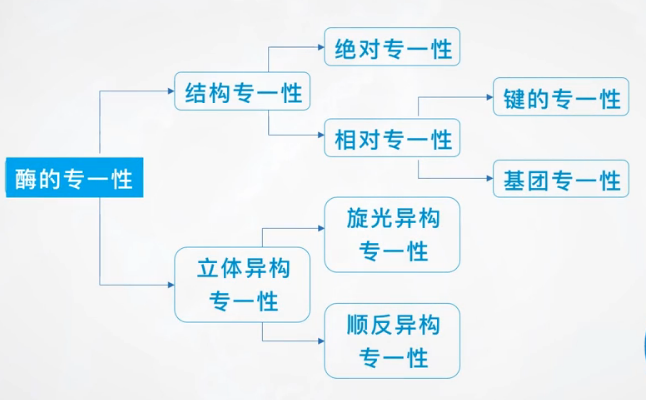 酶的专一性
结构专一性
绝对专一性
相对专一性
键的专一性
基团专一性
立体异构
专一性
旋光异构
专一性
顺反异构
专一性